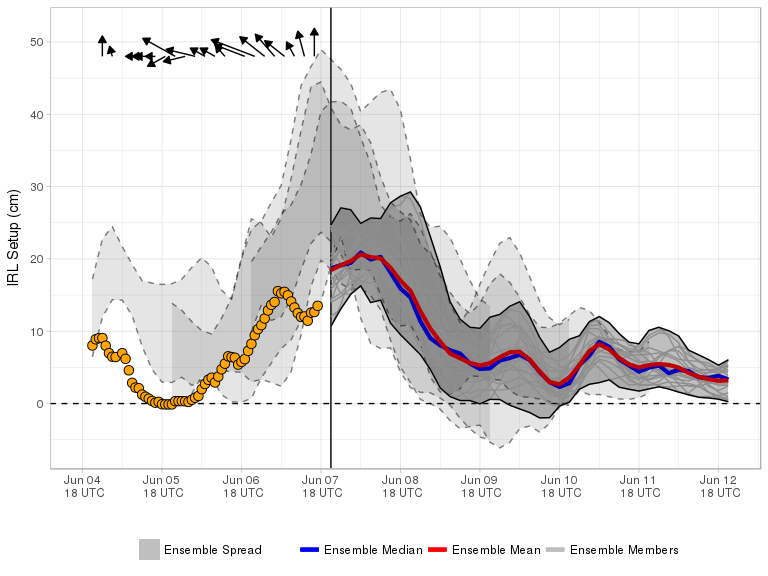 IRL Setup (cm)
50
40
30
20
10
0
Jun 04 Jun 05 Jun 06 Jun 07 Jun 08 Jun 09 Jun 10 Jun 11 Jun 12
18 UTC 18 UTC 18 UTC 18 UTC 18 UTC 18 UTC 18 UTC 18 UTC 18 UTC
Ensemble Spread Ensemble Median Ensemble Mean Ensemble Members